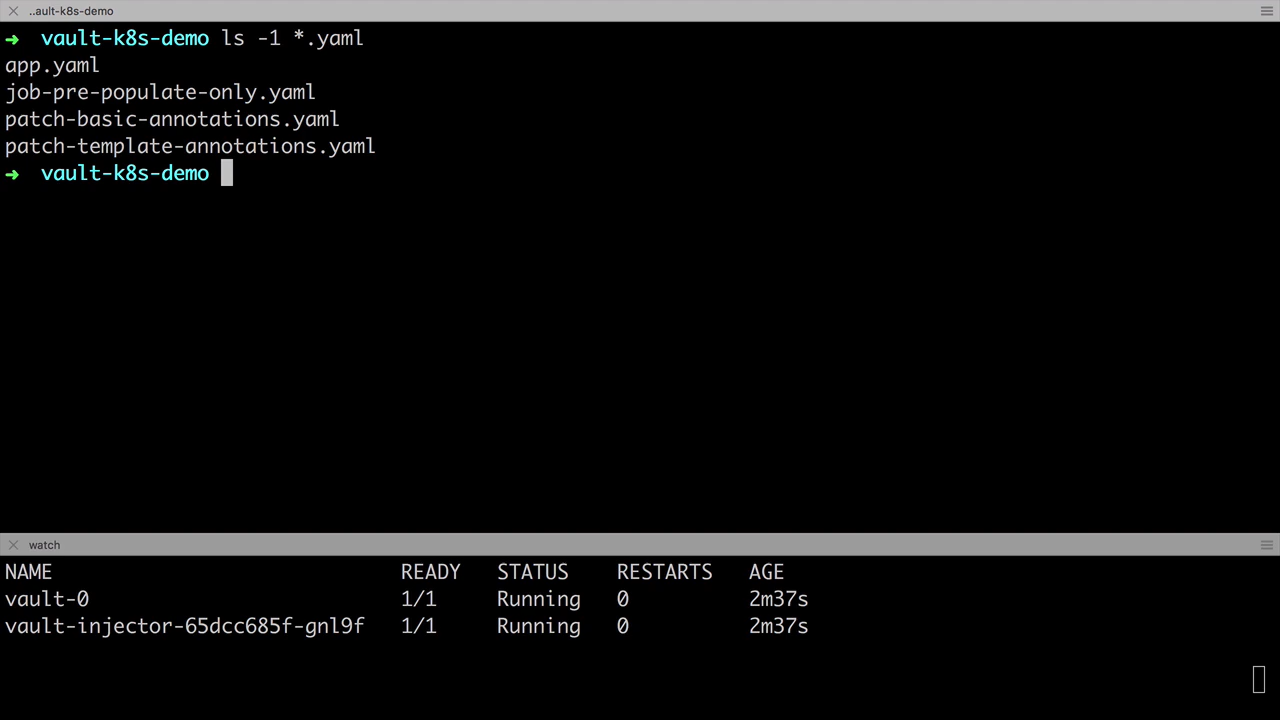 ..ault-k8s-demo
➜ vault-k8s-demo ls -1 *.yaml
app.yaml
job-pre-populate-only.yaml
patch-basic-annotations.yaml
patch-template-annotations.yaml
➜ vault-k8s-demo
watch
NAME READY STATUS RESTARTS AGE
vault-0 1/1 Running 0 2m37s
vault-injector-65dcc685f-gnl9f 1/1 Running 0 2m37s